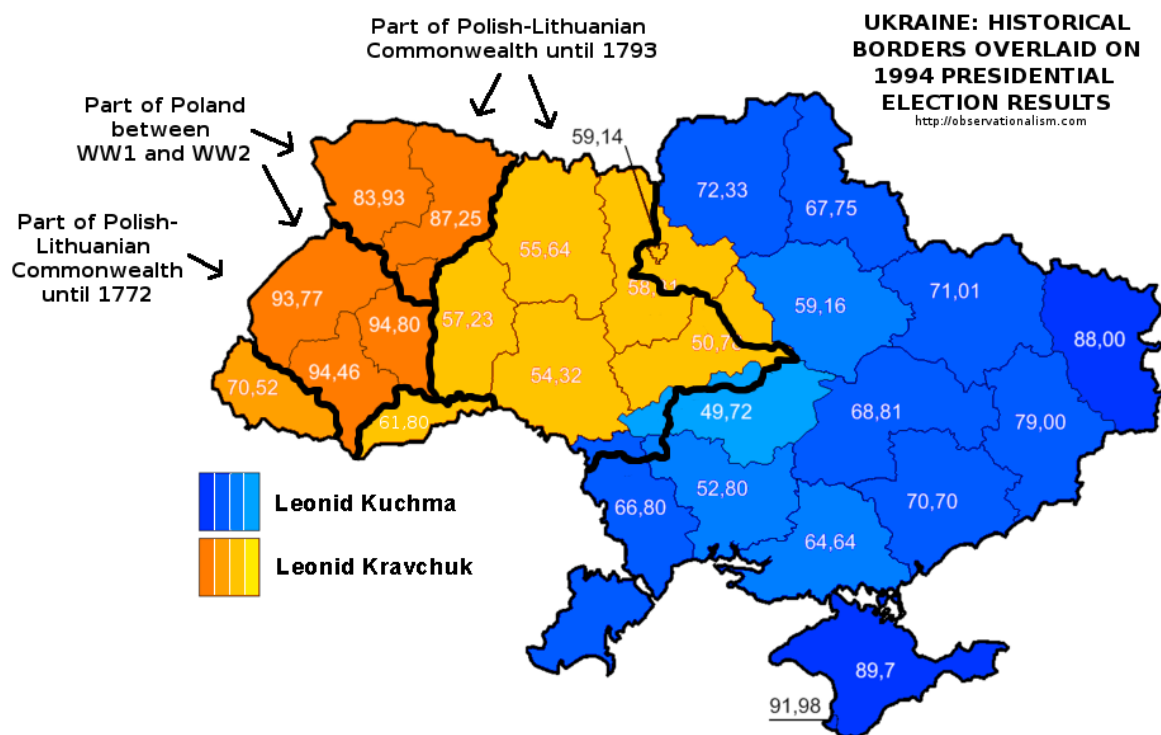 UKRAINE: HISTORICAL
BORDERS OVERLAID ON
1994 PRESIDENTIAL
ELECTION RESULTS
http://observationalism.com
Part of Polish-Lithuanian
Commonwealth until 1793
Part of Poland
between
WW1 and WW2
Part of Polish-
Lithuanian
Commonwealth
until 1772
59,14
83,93
87,25
72,33
67,75
55,64
93,77
94,80
57,23
59,16
71,01
88,00
70,52
94,46
54,32
61,80
49,72
68,81
79,00
66,80
52,80
70,70
64,64
89,7
91,98
Leonid Kuchma
Leonid Kravchuk